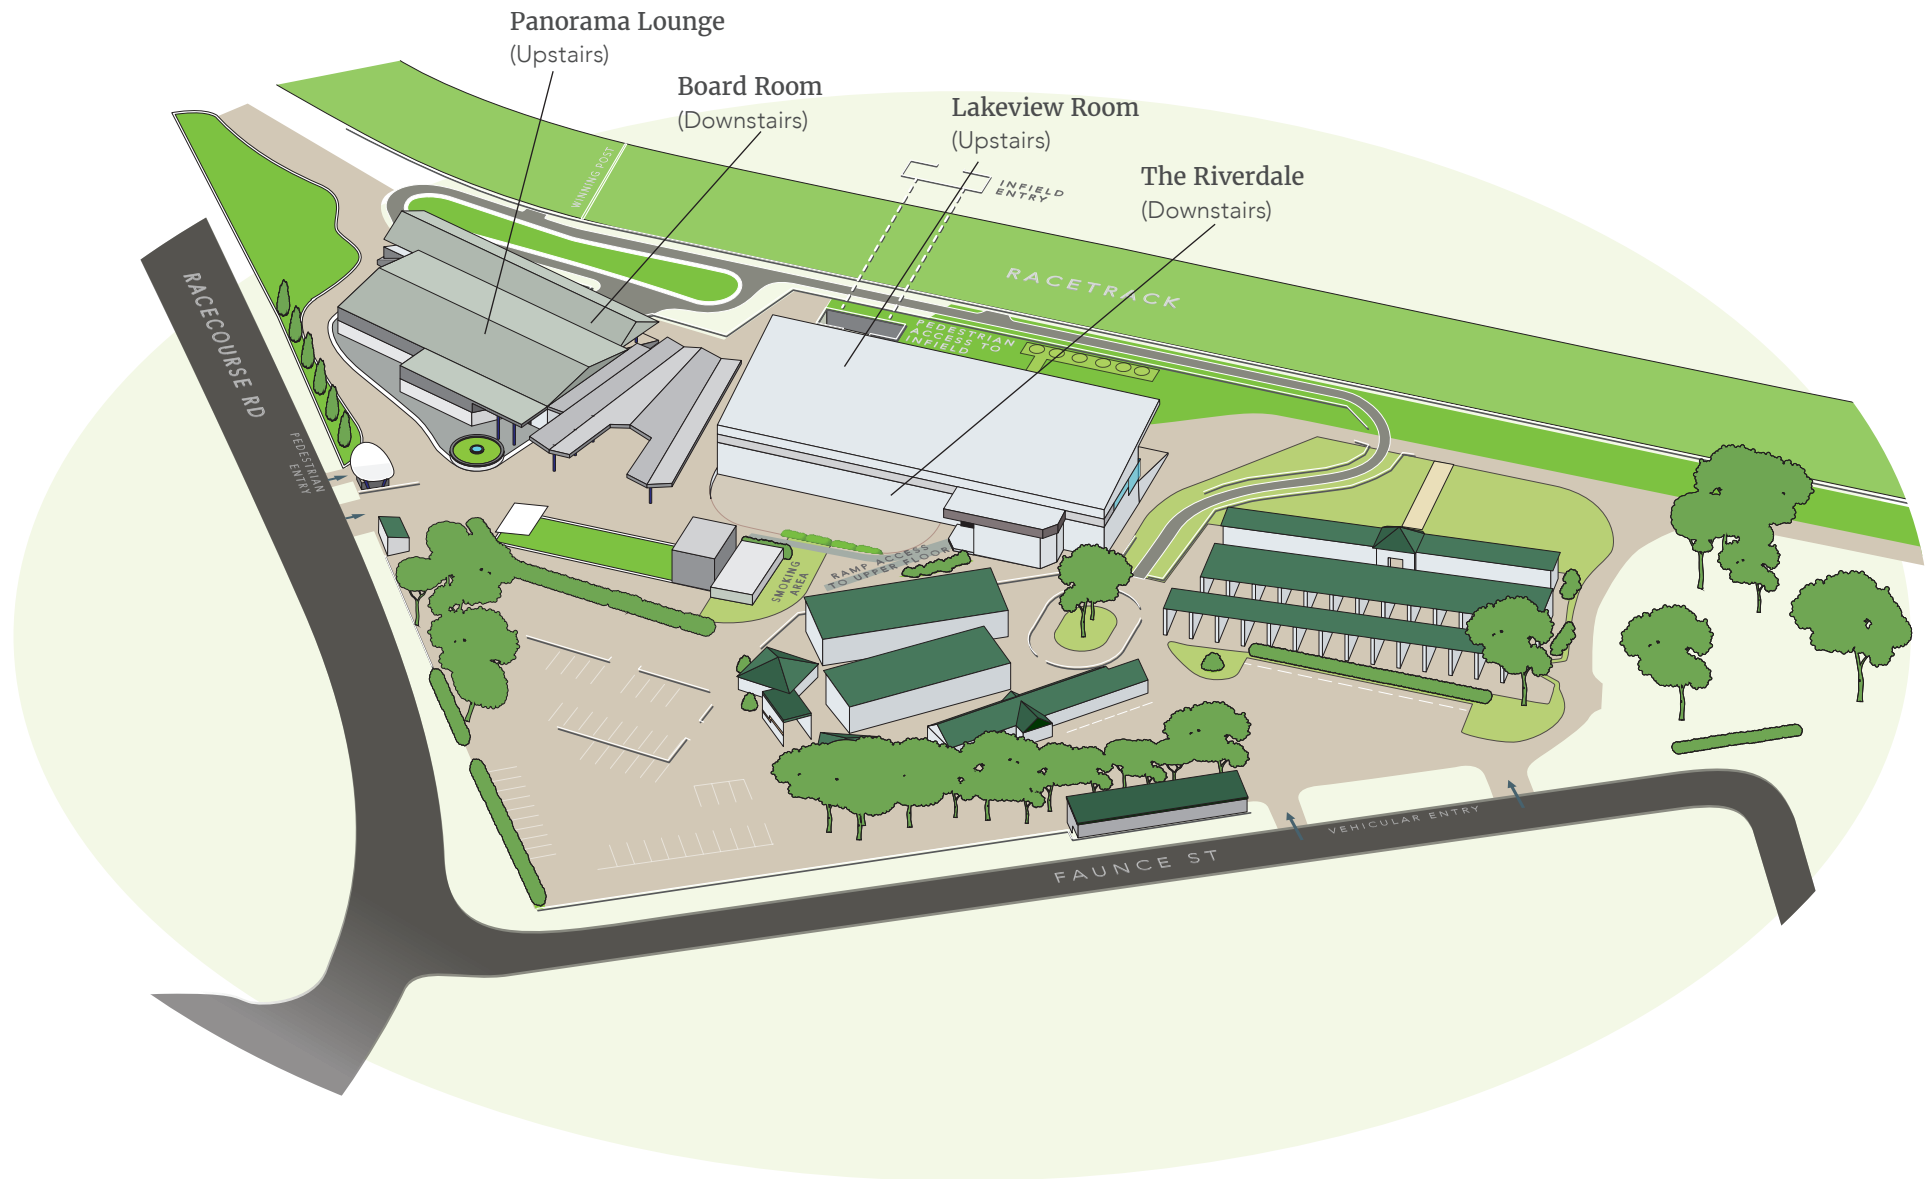 Panorama Lounge
(Upstairs)
Board Room
(Downstairs)
Lakeview Room
(Upstairs)
The Riverdale
(Downstairs)
WINNING POST
INFIELD
ENTRY
RACETRACK
PEDESTRIAN
ACCESS TO
INFIELD
RACECOURSE RD
PEDESTRIAN
ENTRY
SMOKING
AREA
RAMP ACCESS
TO UPPER FLOOR
VEHICULAR ENTRY
FAUNCE ST